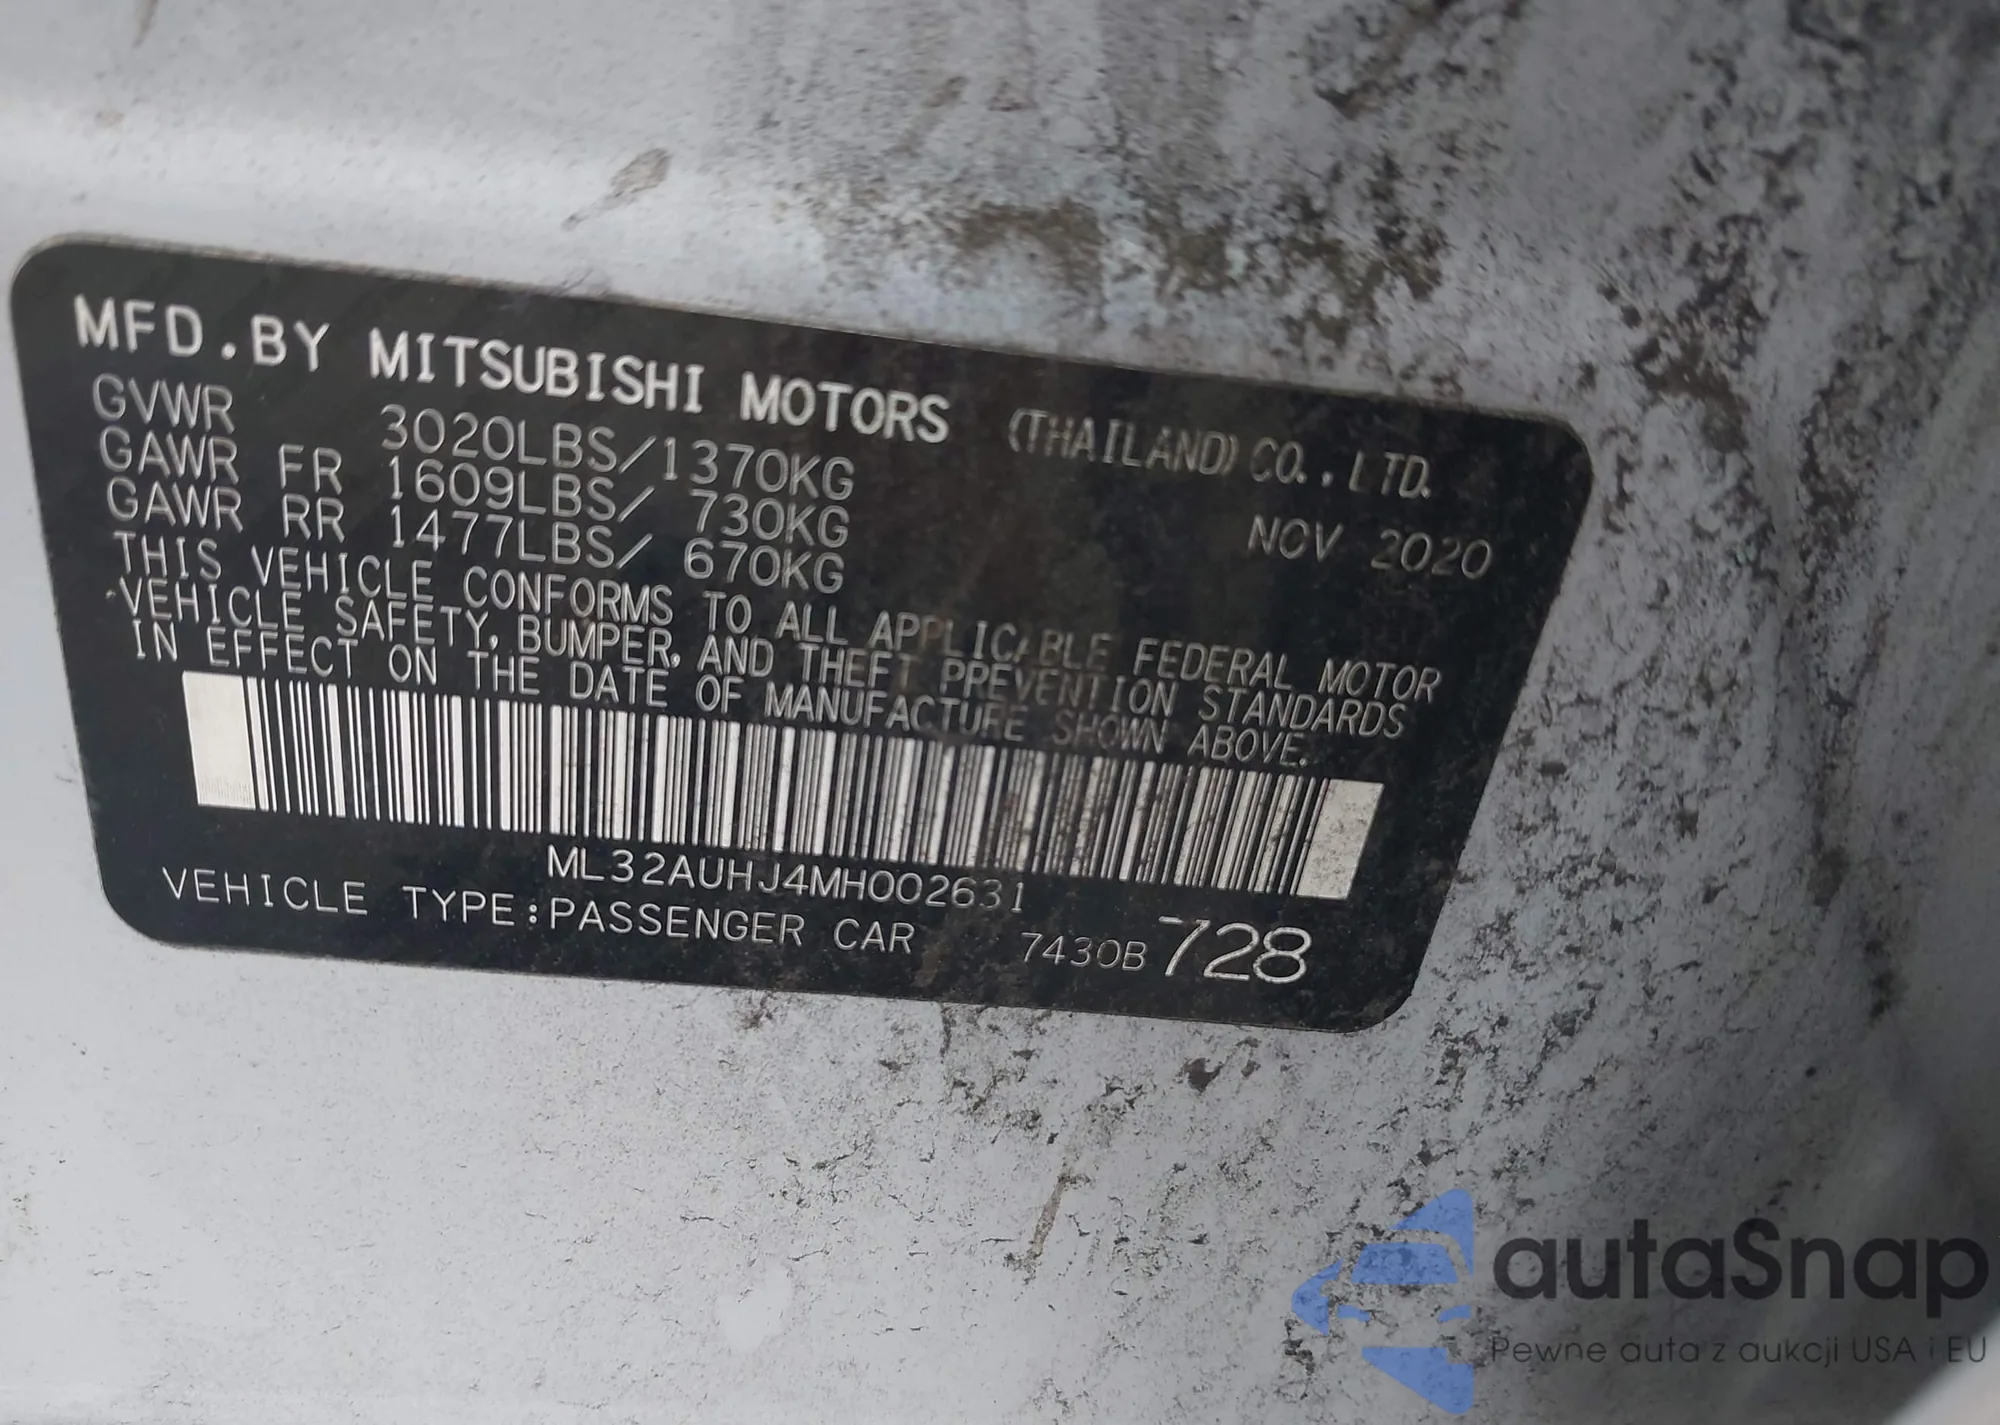 MFD.BY MITSUBISHI MOTORS (THAILAND) CO.,LTD.
GVWR 3020LBS/1370KG NOV 2020
GAWR FR 1609LBS/ 730KG
GAWR RR 1477LBS/ 670KG
THIS VEHICLE CONFORMS TO ALL APPLICABLE FEDERAL MOTOR
VEHICLE SAFETY, BUMPER, AND THEFT PREVENTION STANDARDS
IN EFFECT ON THE DATE OF MANUFACTURE SHOWN ABOVE.
ML32AUHJ4MH002631
VEHICLE TYPE:PASSENGER CAR 7430B 728
autaSnap
Pewne auta z aukcji USA i EU